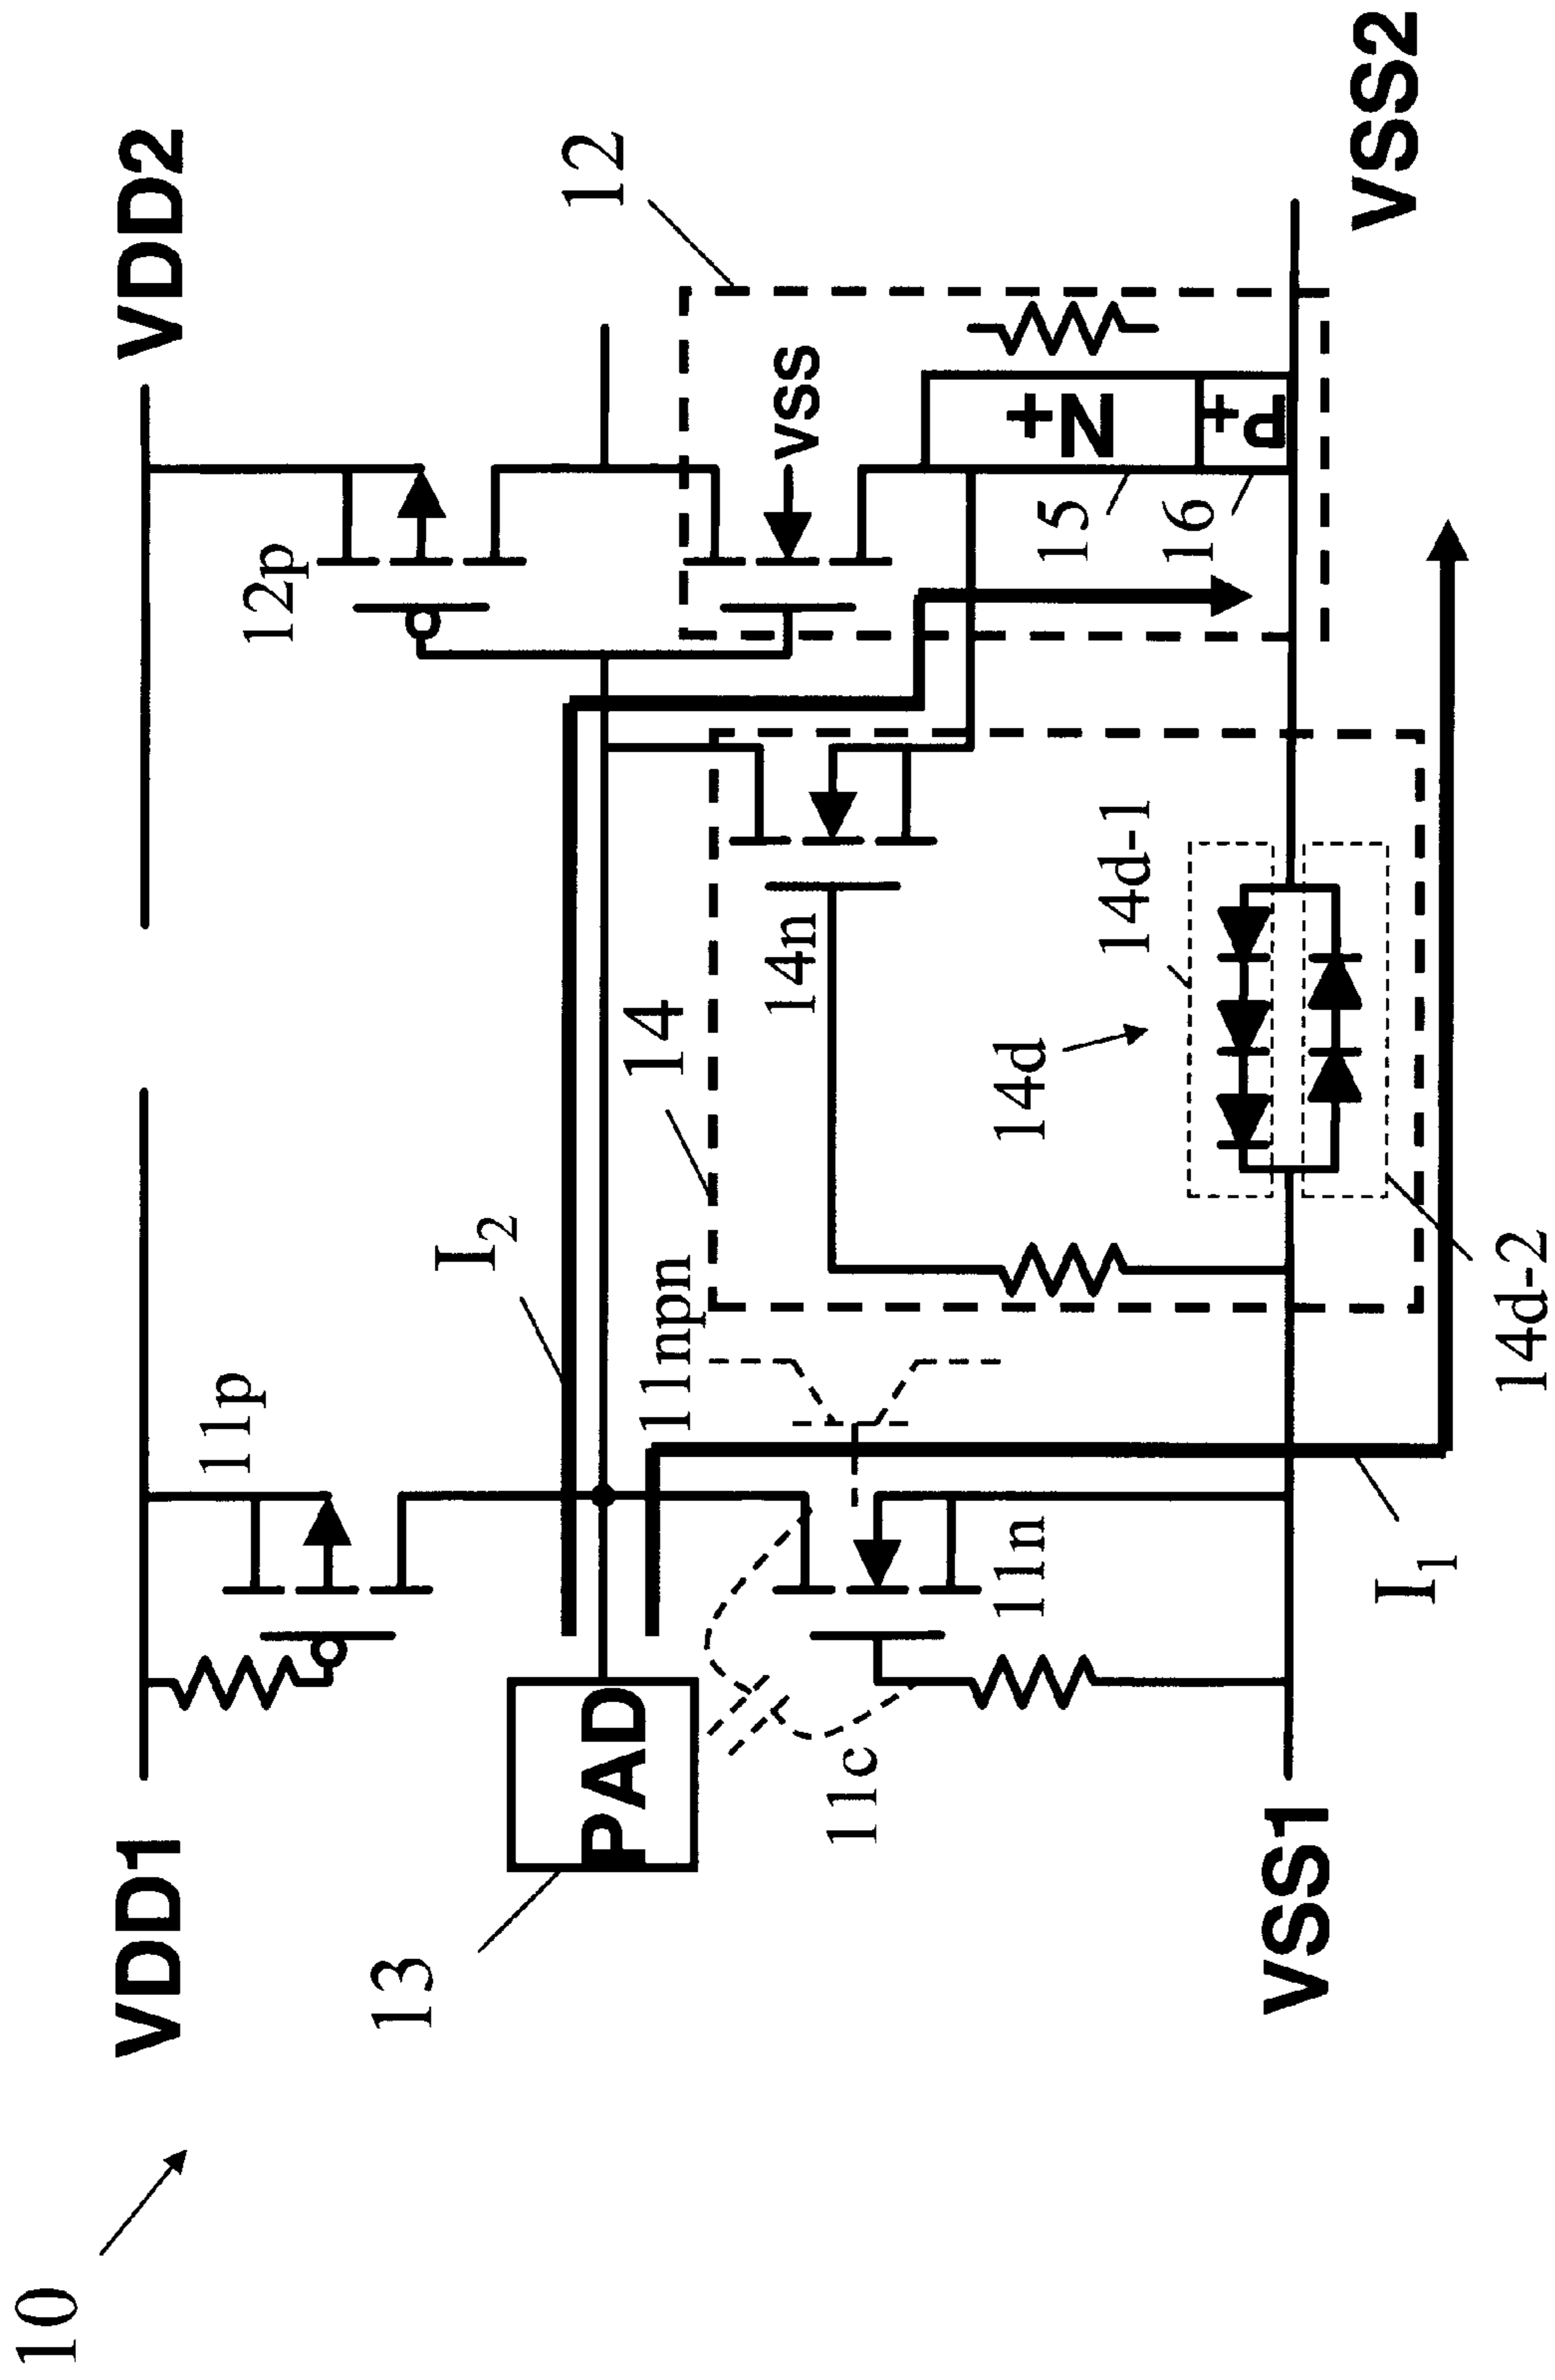 10
VDD1
VDD2
11p
12p
13
PAD
I2
12
11npn
14
vss
14n
11c
11n
14d
14d-1
15
N+
16
P+
VSS1
I1
14d-2
VSS2